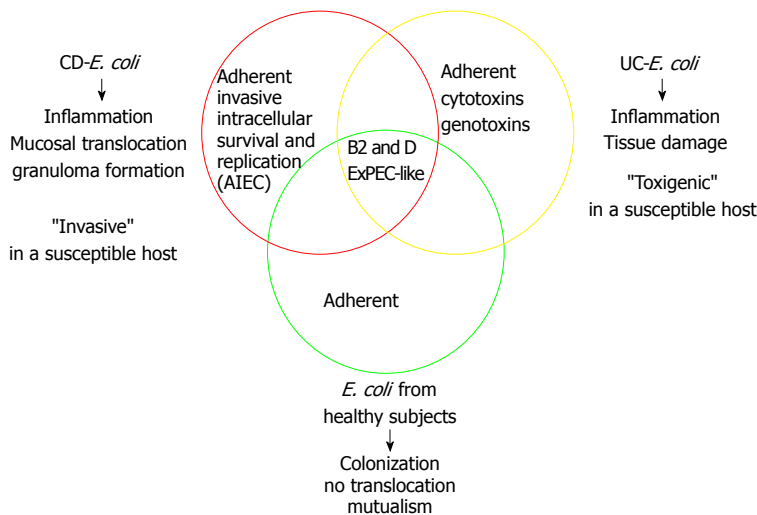 CD-E. coli
Inflammation
Mucosal translocation
granuloma formation
"Invasive"
in a susceptible host
Adherent
invasive
intracellular
survival and
replication
(AIEC)
Adherent
cytotoxins
genotoxins
B2 and D
ExPEC-like
UC-E. coli
Inflammation
Tissue damage
"Toxigenic"
in a susceptible host
Adherent
E. coli from
healthy subjects
Colonization
no translocation
mutualism